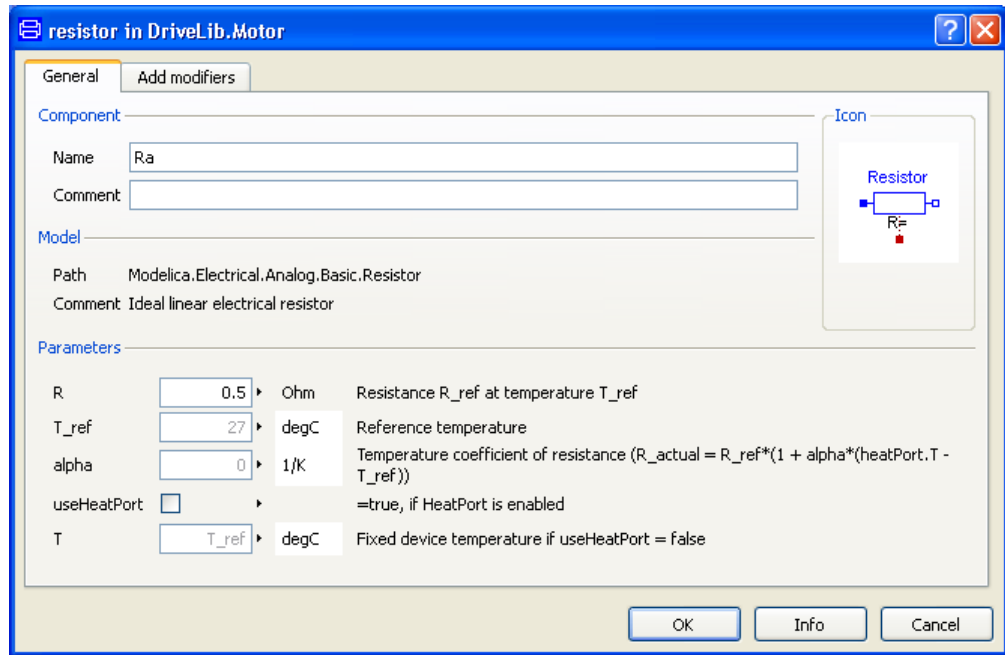 resistor in DriveLib.Motor
General
Add modifiers
Component
Icon
Name
Ra
Comment
Resistor
R=
Model
Path
Modelica.Electrical.Analog.Basic.Resistor
Comment
Ideal linear electrical resistor
Parameters
R
0.5
Ohm
Resistance R_ref at temperature T_ref
T_ref
27
degC
Reference temperature
alpha
0
1/K
Temperature coefficient of resistance (R_actual = R_ref*(1 + alpha*(heatPort.T -
T_ref))
useHeatPort
=true, if HeatPort is enabled
T
T_ref
degC
Fixed device temperature if useHeatPort = false
OK
Info
Cancel